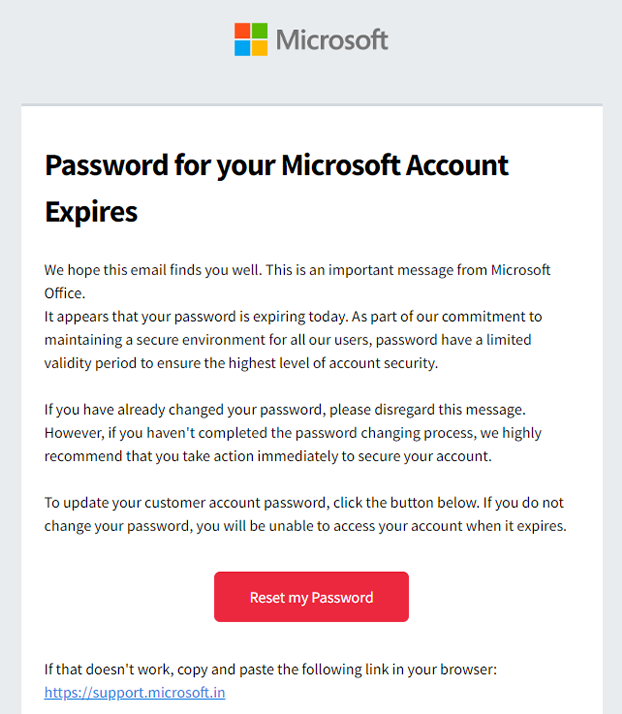 Microsoft
Password for your Microsoft Account
Expires
We hope this email finds you well. This is an important message from Microsoft
Office.
It appears that your password is expiring today. As part of our commitment to
maintaining a secure environment for all our users, password have a limited
validity period to ensure the highest level of account security.
If you have already changed your password, please disregard this message.
However, if you haven't completed the password changing process, we highly
recommend that you take action immediately to secure your account.
To update your customer account password, click the button below. If you do not
change your password, you will be unable to access your account when it expires.
Reset my Password
If that doesn't work, copy and paste the following link in your browser:
https://support.microsoft.in